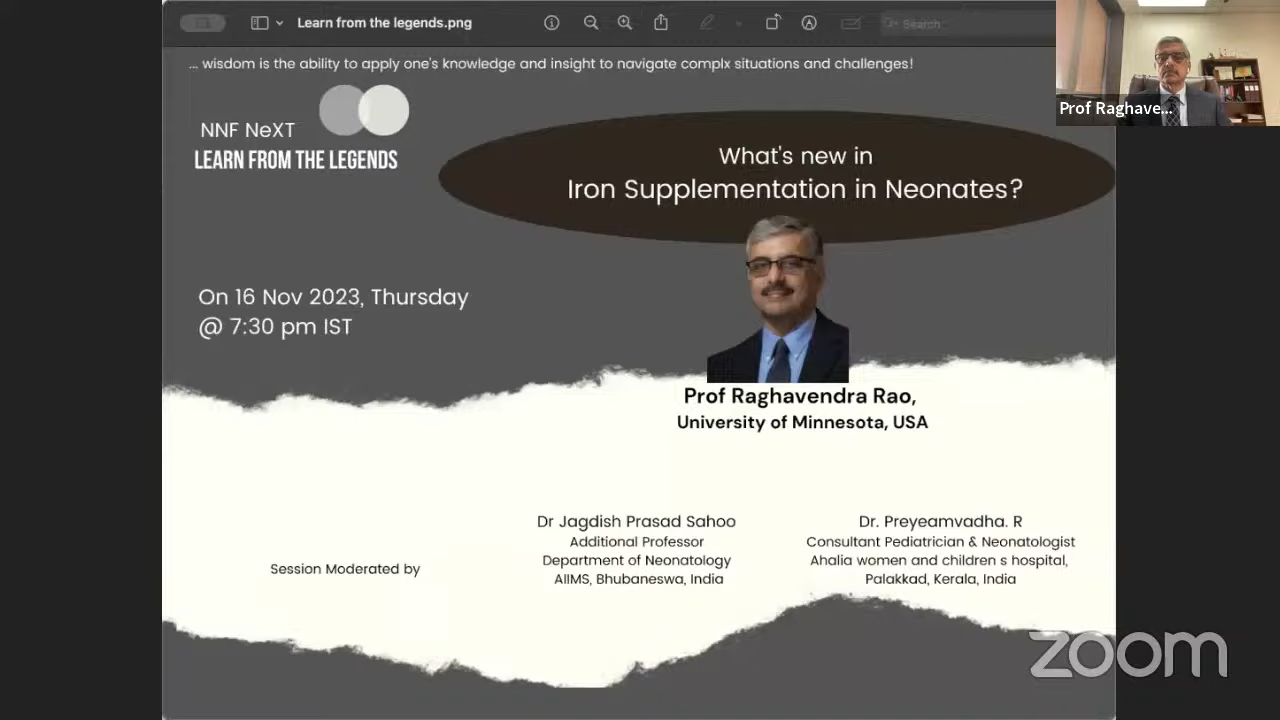 Learn from the legends.png
Search
... wisdom is the ability to apply one's knowledge and insight to navigate complx situations and challenges!
Prof Raghave...
NNF NeXT
LEARN FROM THE LEGENDS
What's new in
Iron Supplementation in Neonates?
On 16 Nov 2023, Thursday
@ 7:30 pm IST
Prof Raghavendra Rao,
University of Minnesota, USA
Session Moderated by
Dr Jagdish Prasad Sahoo
Additional Professor
Department of Neonatology
AIIMS, Bhubaneswa, India
Dr. Preyeamvadha. R
Consultant Pediatrician & Neonatologist
Ahalia women and children s hospital,
Palakkad, Kerala, India
zoom